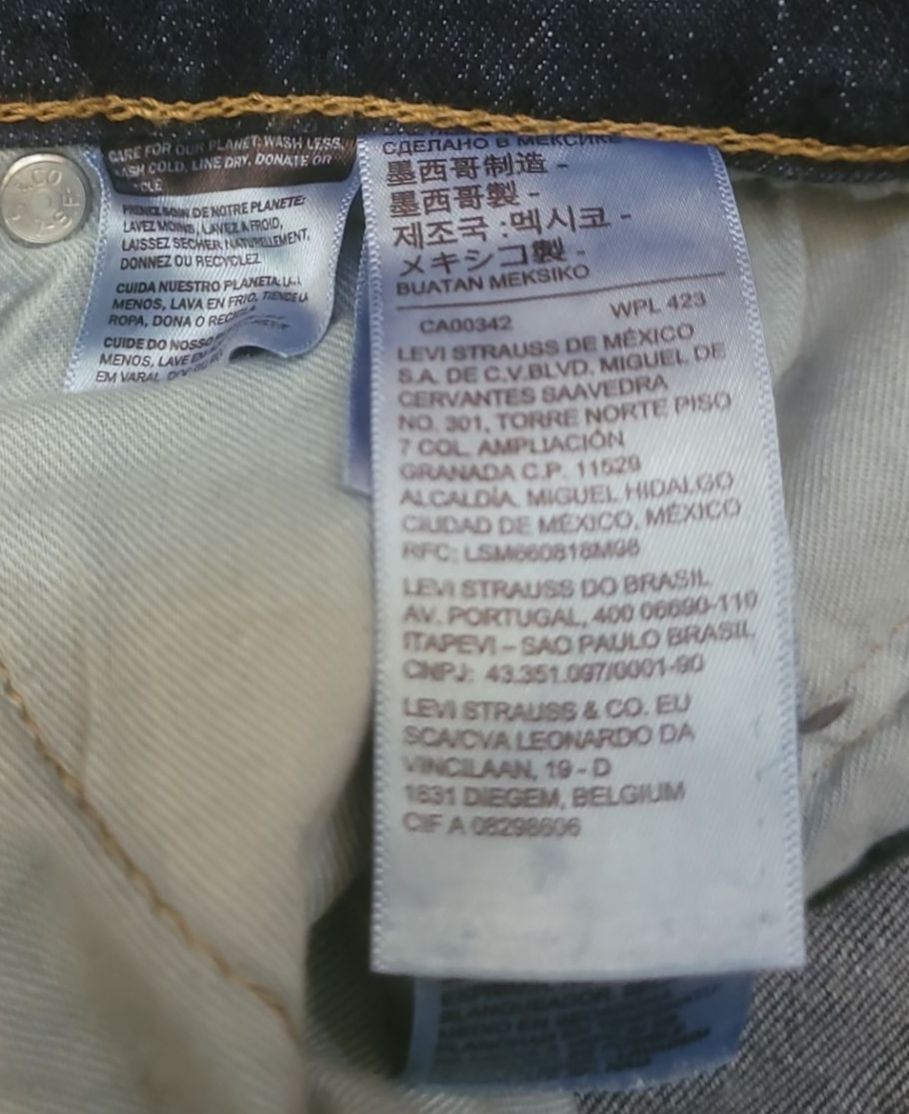 CARE FOR OUR PLANET: WASH LESS,
WASH COLD, LINE DRY, DONATE OR
PRENEZ SOIN DE NOTRE PLANETE:
LAVEZ MOINS, LAVEZ A FROID,
LAISSEZ SECHER NATURELLEMENT,
DONNEZ OU RECYCLEZ
CUIDA NUESTRO PLANETA:
MENOS, LAVA EN FRIO, TIENDE LA
ROPA, DONA O
CUIDE DO NOSSO
MENOS, LAVE
EM VARAL
СДЕЛАНО В МЕКСИКЕ
墨西哥制造 -
墨西哥製 -
제조국 :멕시코 -
メキシコ製 -
BUATAN MEKSIKO
CA00342 WPL 423
LEVI STRAUSS DE MÉXICO
S.A. DE C.V.BLVD. MIGUEL DE
CERVANTES SAAVEDRA
NO. 301, TORRE NORTE PISO
7 COL. AMPLIACIÓN
GRANADA C.P. 11529
ALCALDÍA. MIGUEL HIDALGO
CIUDAD DE MÉXICO, MÉXICO
RFC: LSM660818M98
LEVI STRAUSS DO BRASIL
AV. PORTUGAL, 400 06690-110
ITAPEVI – SAO PAULO BRASIL
CNPJ: 43.351.097/0001-90
LEVI STRAUSS & CO. EU
SCA/CVA LEONARDO DA
VINCILAAN, 19 - D
1831 DIEGEM, BELGIUM
CIF A 08298606